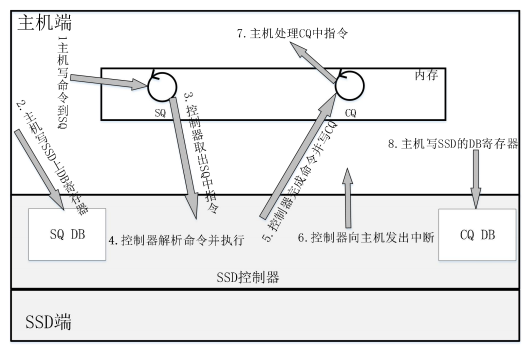 主机端
7.主机处理CQ中指令
1主机写命令到SQ
内存
SQ
CQ
2.主机写SSD上DB寄存器
3.控制器取出SQ中指令
5.控制器完成命令并写CQ
8.主机写SSD的DB寄存器
SQ DB
4.控制器解析命令并执行
6.控制器向主机发出中断
CQ DB
SSD控制器
SSD端